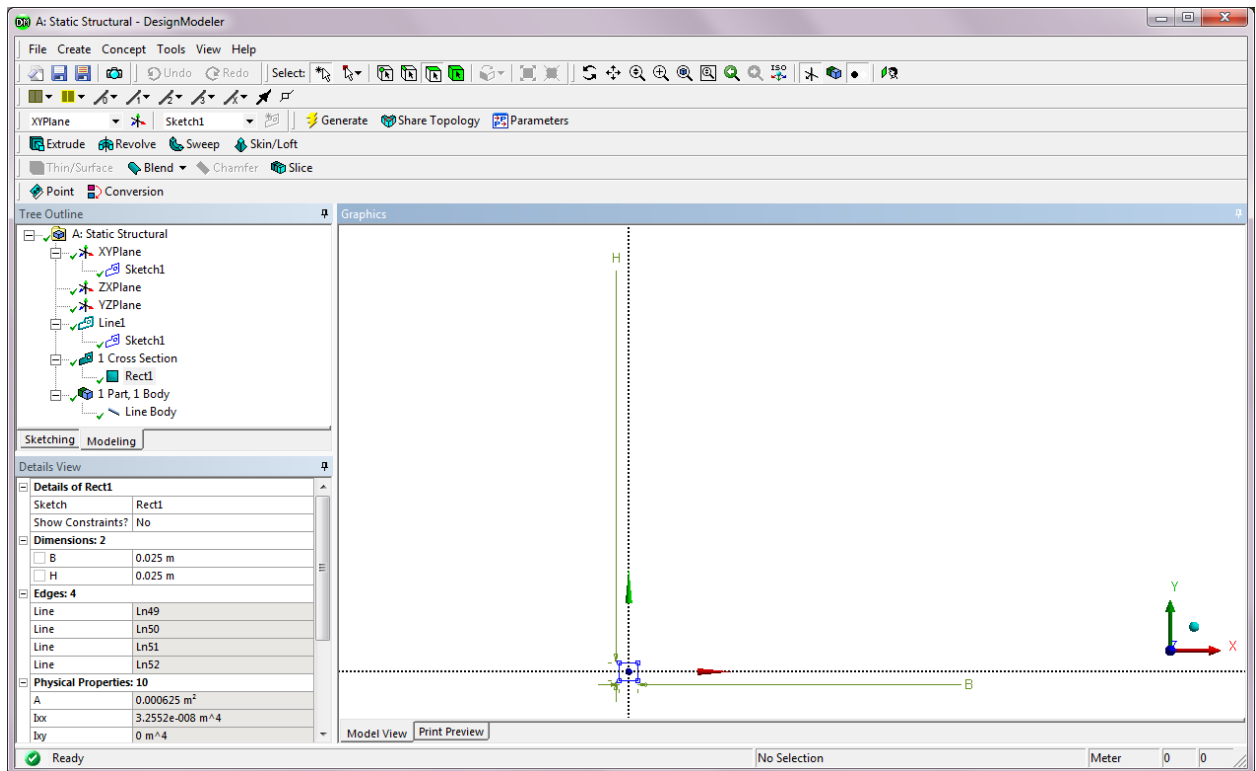 DM A: Static Structural - DesignModeler
File Create Concept Tools View Help
Undo Redo Select: ISO
XYPlane Sketch1 Generate Share Topology Parameters
Extrude Revolve Sweep Skin/Loft
Thin/Surface Blend Chamfer Slice
Point Conversion
Tree Outline
A: Static Structural
XYPlane
Sketch1
ZXPlane
YZPlane
Line1
Sketch1
1 Cross Section
Rect1
1 Part, 1 Body
Line Body
Sketching Modeling
Details View
Details of Rect1
Sketch Rect1
Show Constraints? No
Dimensions: 2
B 0.025 m
H 0.025 m
Edges: 4
Line Ln49
Line Ln50
Line Ln51
Line Ln52
Physical Properties: 10
A 0.000625 m²
Ixx 3.2552e-008 m^4
Ixy 0 m^4
Graphics
H
B
Y
Z X
Model View Print Preview
Ready No Selection Meter 0 0